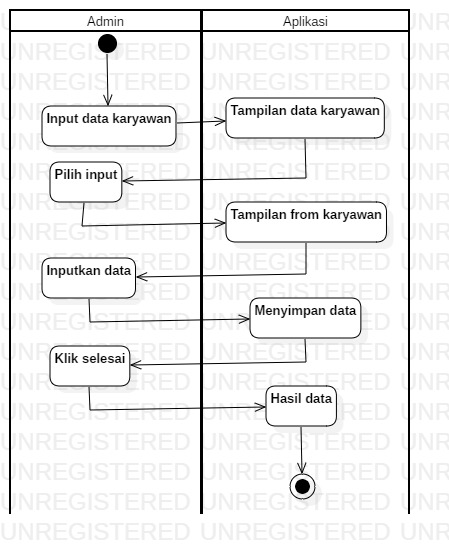 Admin
Aplikasi
Input data karyawan
Tampilan data karyawan
Pilih input
Tampilan from karyawan
Inputkan data
Menyimpan data
Klik selesai
Hasil data
UNREGISTERED